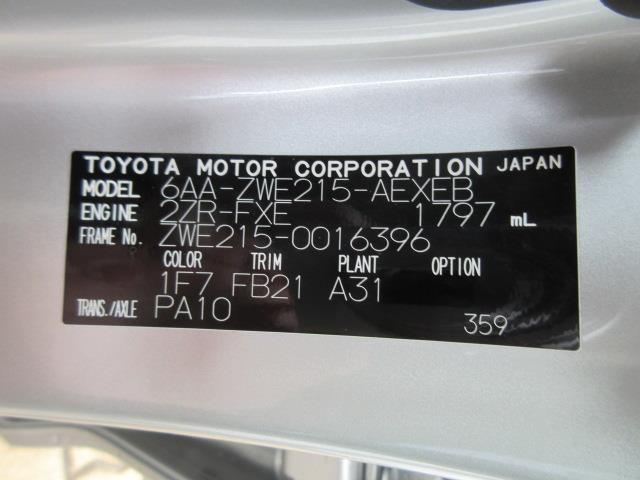 TOYOTA MOTOR CORPORATION JAPAN
MODEL 6AA-ZWE215-AEXEB
ENGINE 2ZR-FXE 1797 mL
FRAME No. ZWE215-0016396
COLOR TRIM PLANT OPTION
1F7 FB21 A31
TRANS./AXLE PA10
359